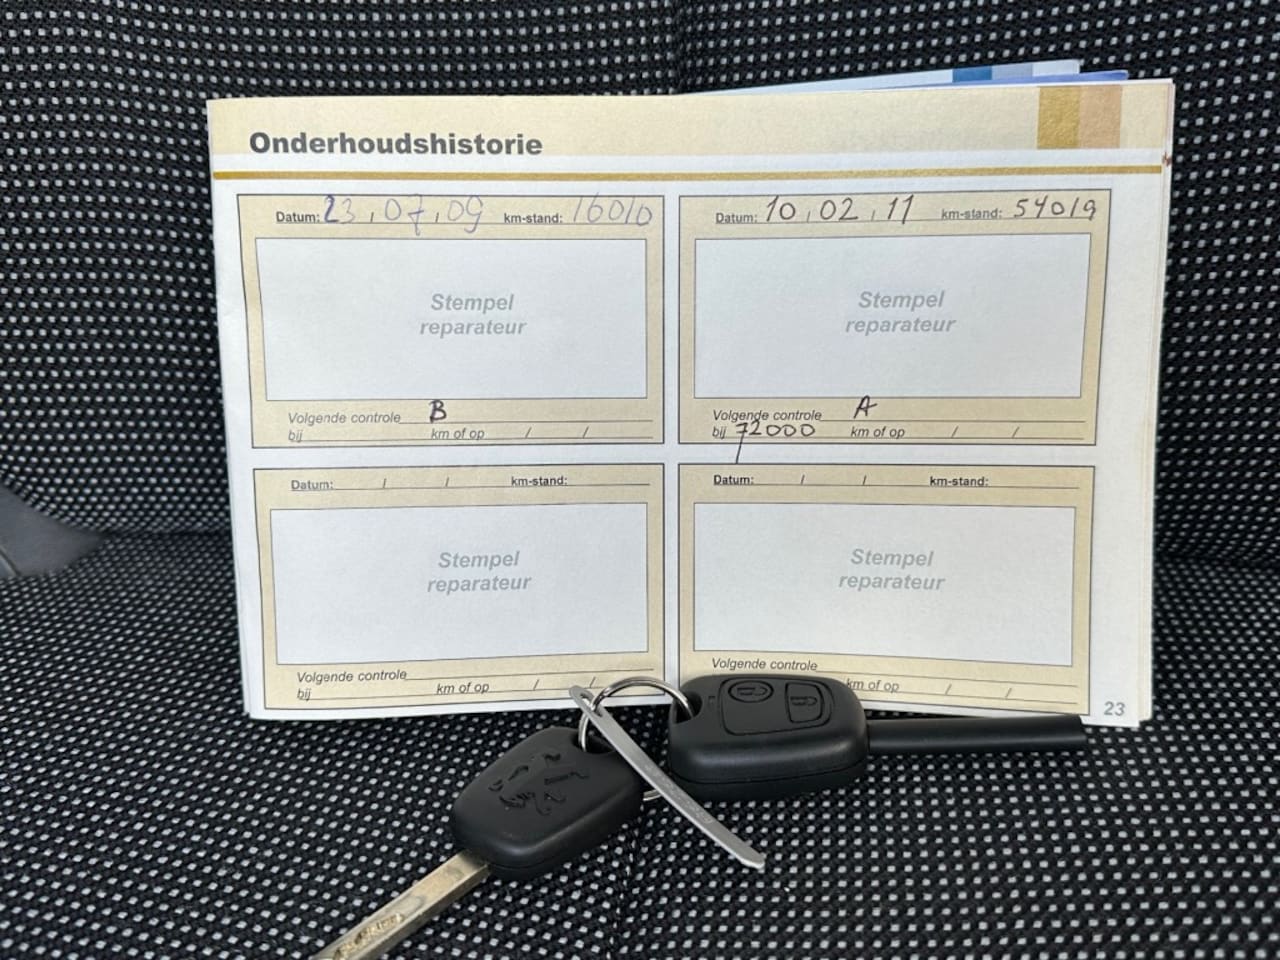 Onderhoudshistorie
Datum: 23, 07, 09 km-stand: 16010
Stempel
reparateur
Volgende controle B
bij km of op / /
Datum: 10, 02, 11 km-stand: 54019
Stempel
reparateur
Volgende controle A
bij 72000 km of op / /
Datum: / / km-stand:
Stempel
reparateur
Volgende controle
bij km of op / /
Datum: / / km-stand:
Stempel
reparateur
Volgende controle
km of op / /
23